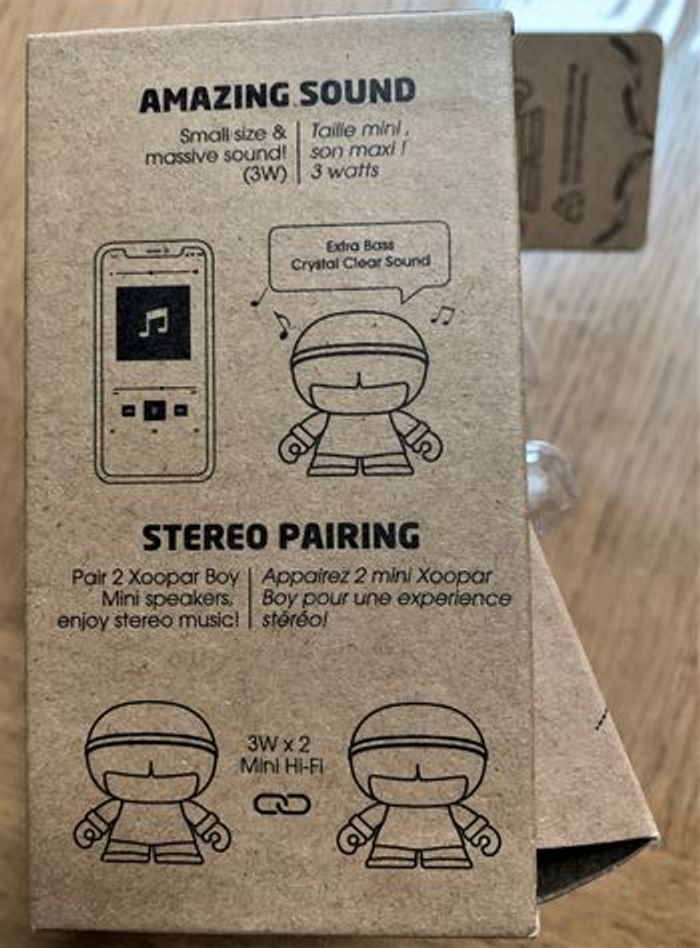 AMAZING SOUND
Small size &
massive sound!
(3W)
Taille mini,
son maxi !
3 watts
Extra Bass
Crystal Clear Sound
STEREO PAIRING
Pair 2 Xoopar Boy
Mini speakers,
enjoy stereo music!
Appairez 2 mini Xoopar
Boy pour une experience
stéréo!
3W x 2
Mini Hi-Fi